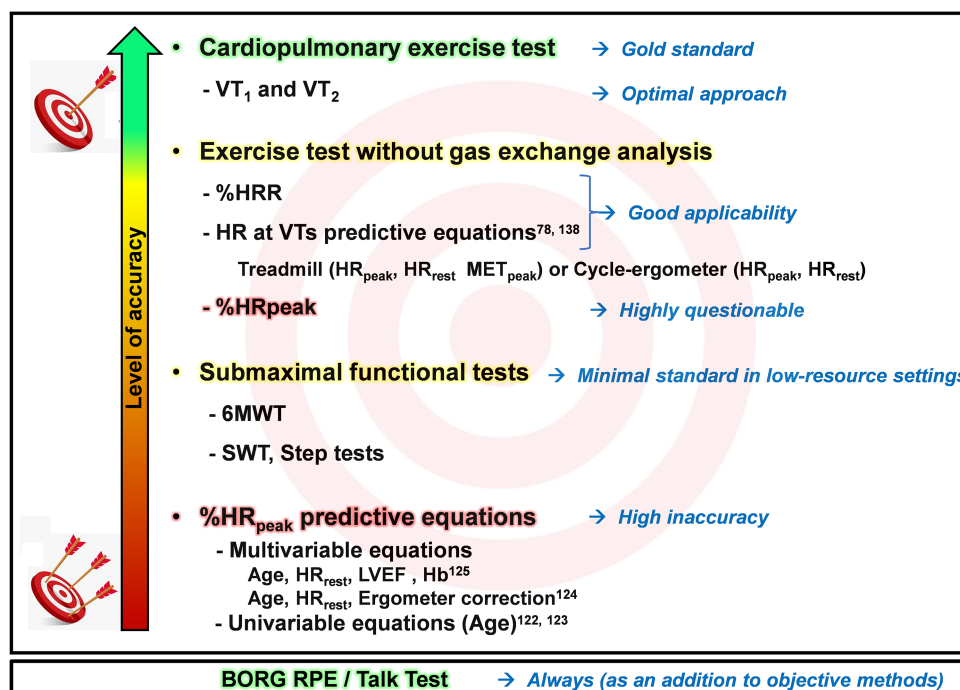 • Cardiopulmonary exercise test → Gold standard
- VT1 and VT2 → Optimal approach
• Exercise test without gas exchange analysis
- %HRR
→ Good applicability
- HR at VTs predictive equations78, 138
Treadmill (HRpeak, HRrest METpeak) or Cycle-ergometer (HRpeak, HRrest)
- %HRpeak → Highly questionable
Level of accuracy
• Submaximal functional tests → Minimal standard in low-resource settings
- 6MWT
- SWT, Step tests
• %HRpeak predictive equations → High inaccuracy
- Multivariable equations
Age, HRrest, LVEF , Hb125
Age, HRrest, Ergometer correction124
- Univariable equations (Age)122, 123
BORG RPE / Talk Test → Always (as an addition to objective methods)